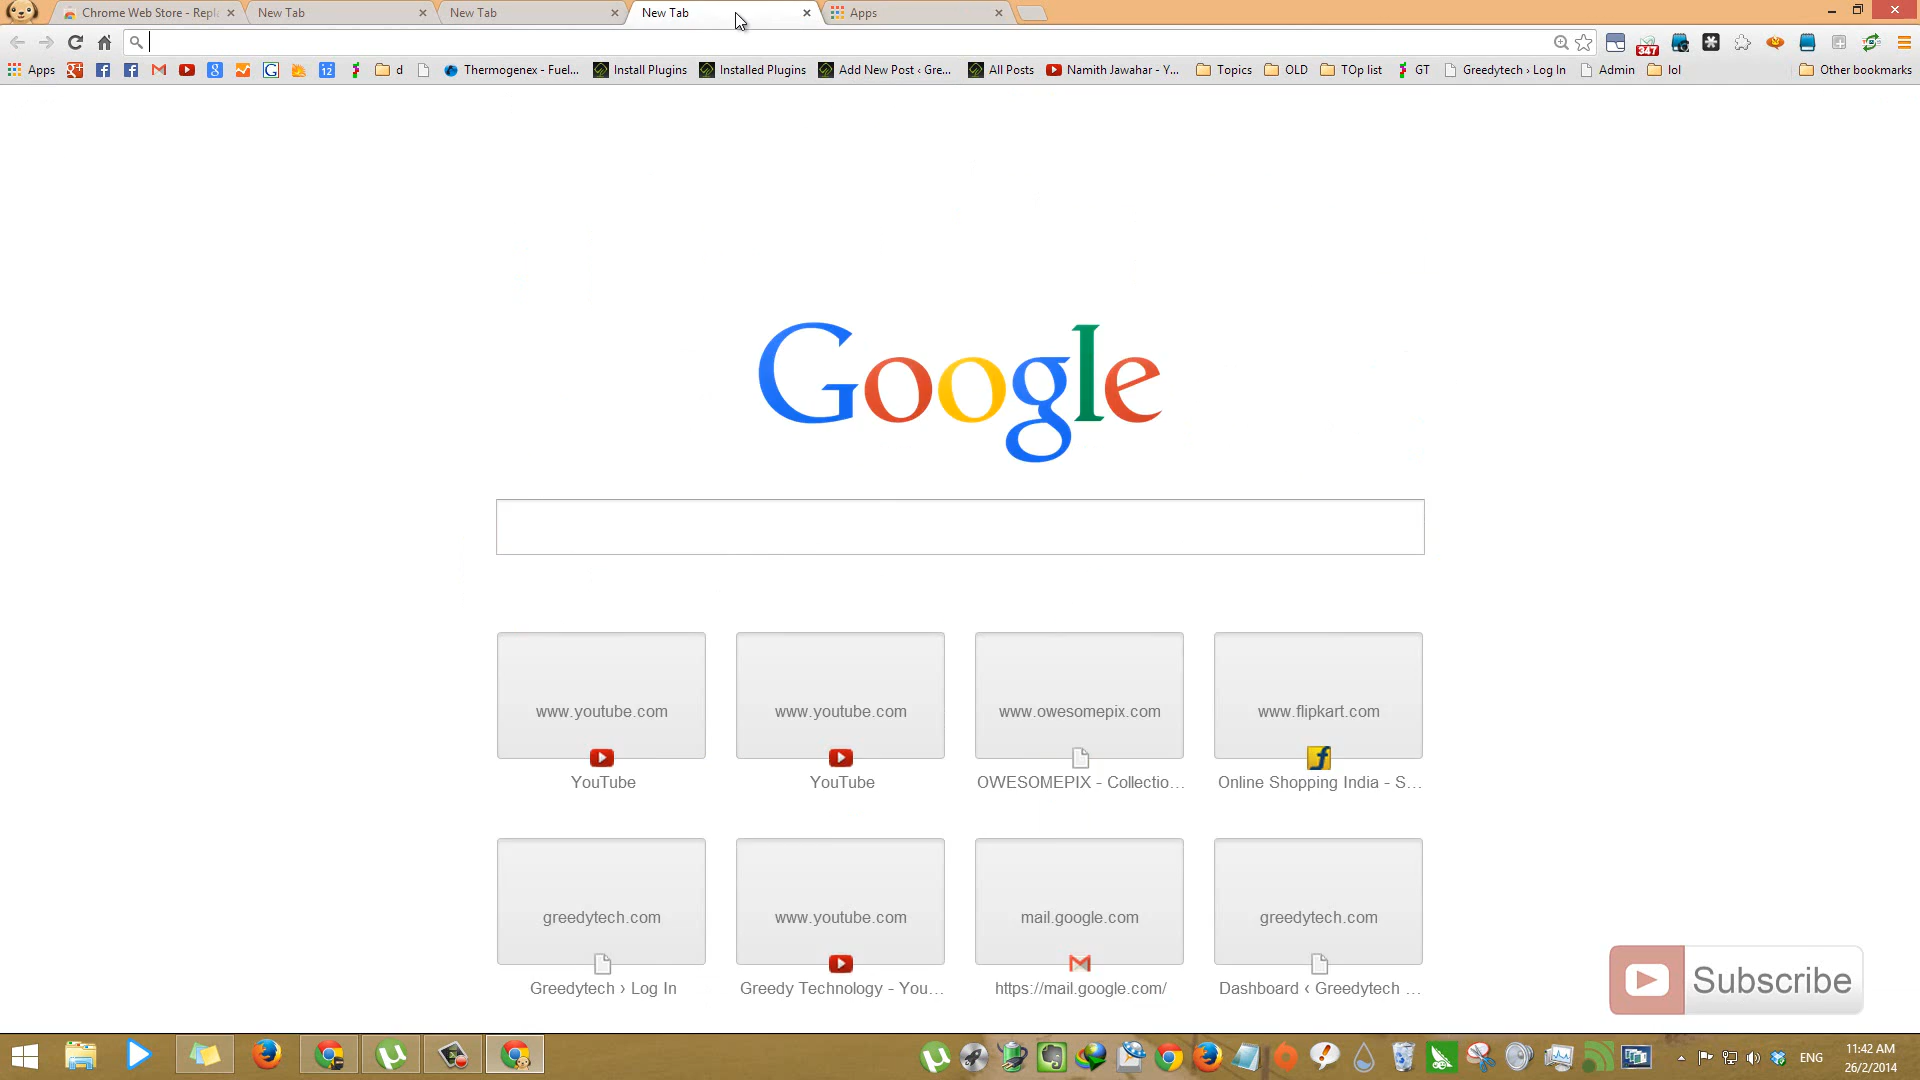 Chrome Web Store - Repl
New Tab
New Tab
New Tab
Apps
347
Apps
12
d
Thermogenex - Fuel...
Install Plugins
Installed Plugins
Add New Post ‹ Gre...
All Posts
Namith Jawahar - Y...
Topics
OLD
TOp list
GT
Greedytech › Log In
Admin
lol
Other bookmarks
Google
www.youtube.com
www.youtube.com
www.owesomepix.com
www.flipkart.com
YouTube
YouTube
OWESOMEPIX - Collectio...
Online Shopping India - S...
greedytech.com
www.youtube.com
mail.google.com
greedytech.com
Greedytech › Log In
Greedy Technology - You...
https://mail.google.com/
Dashboard ‹ Greedytech ...
Subscribe
ENG
11:42 AM
26/2/2014